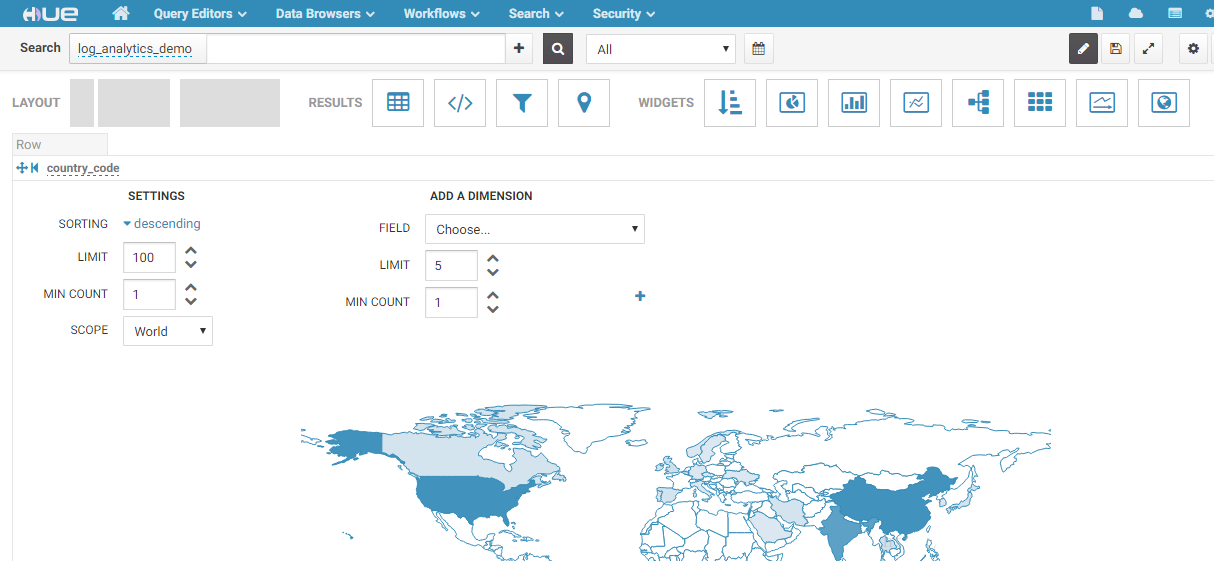 HUE Query Editors Data Browsers Workflows Search Security
Search log_analytics_demo All
LAYOUT RESULTS WIDGETS
Row
country_code
SETTINGS ADD A DIMENSION
SORTING descending FIELD Choose...
LIMIT 100 LIMIT 5
MIN COUNT 1 MIN COUNT 1
SCOPE World